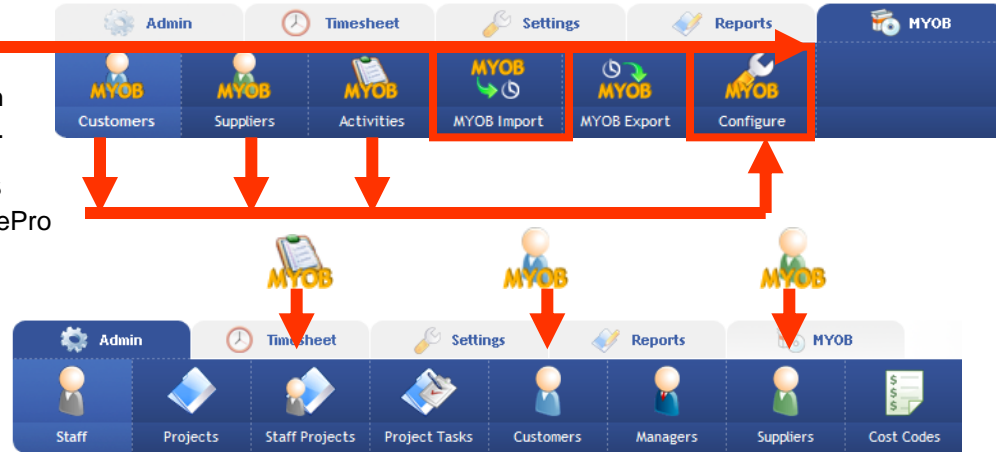 Admin Timesheet Settings Reports MYOB
MYOB MYOB MYOB MYOB MYOB MYOB
Customers Suppliers Activities MYOB Import MYOB Export Configure
ePro
MYOB MYOB MYOB
Admin Timesheet Settings Reports MYOB
$
$
$
Staff Projects Staff Projects Project Tasks Customers Managers Suppliers Cost Codes